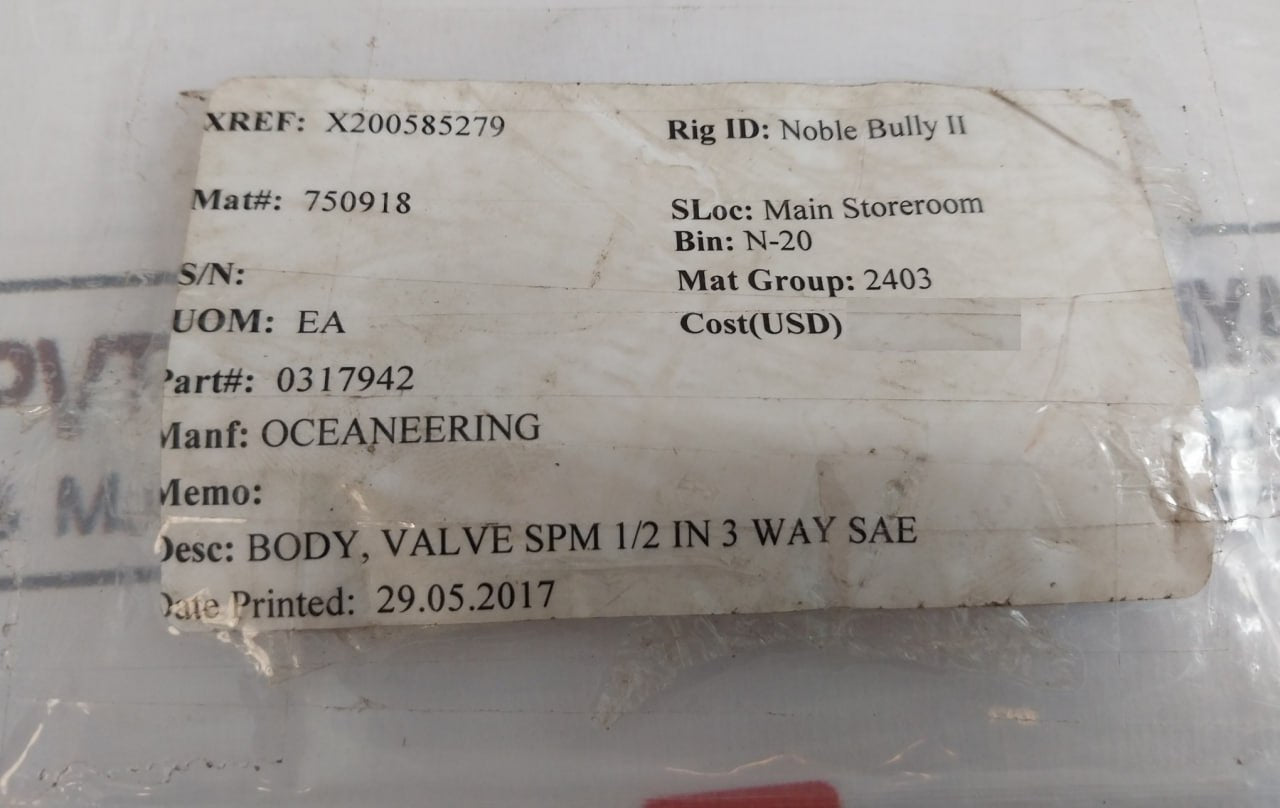 XREF: X200585279
Rig ID: Noble Bully II
Mat#: 750918
SLoc: Main Storeroom
Bin: N-20
S/N:
Mat Group: 2403
UOM: EA
Cost(USD)
Part#: 0317942
Manf: OCEANEERING
Memo:
Desc: BODY, VALVE SPM 1/2 IN 3 WAY SAE
Date Printed: 29.05.2017